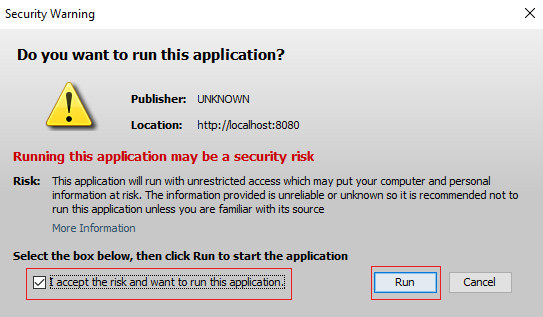 Security Warning
Do you want to run this application?
Publisher: UNKNOWN
Location: http://localhost:8080
Running this application may be a security risk
Risk: This application will run with unrestricted access which may put your computer and personal
information at risk. The information provided is unreliable or unknown so it is recommended not to
run this application unless you are familiar with its source
More Information
Select the box below, then click Run to start the application
I accept the risk and want to run this application.
Run Cancel